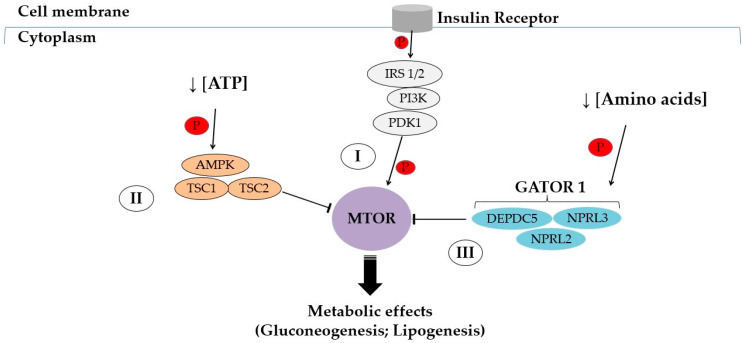 Cell membrane
Insulin Receptor
Cytoplasm
P
IRS 1/2
↓ [ATP]
PI3K
↓ [Amino acids]
PDK1
P
P
I
P
AMPK
GATOR 1
II
TSC1
TSC2
MTOR
DEPDC5
NPRL3
NPRL2
III
Metabolic effects
(Gluconeogenesis; Lipogenesis)